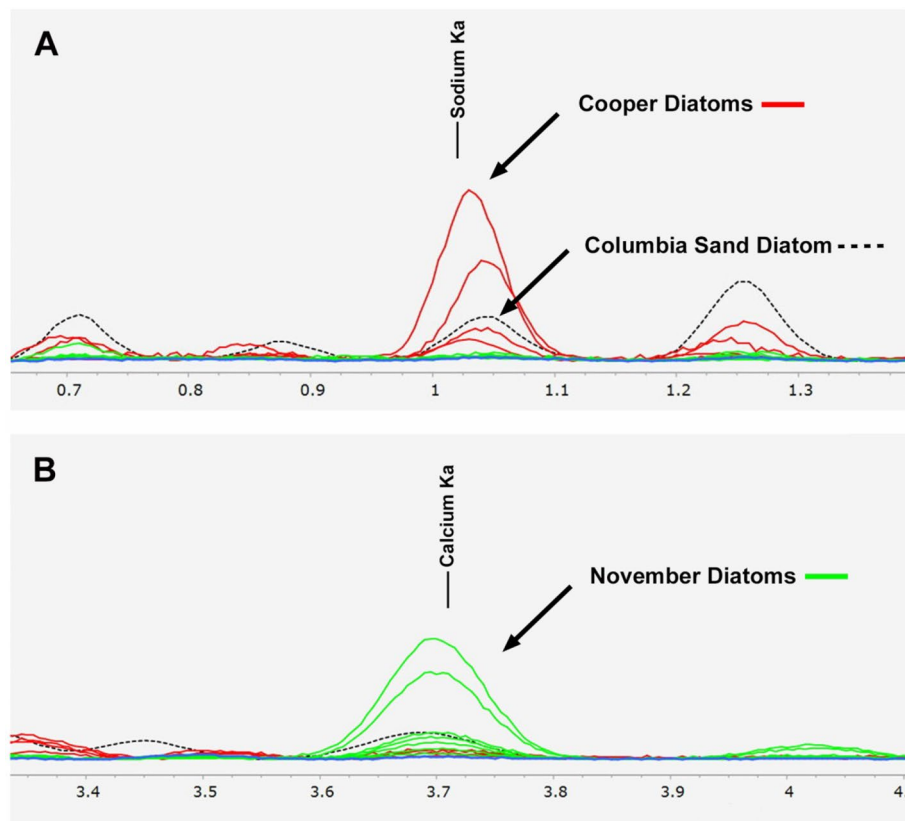 A
Sodium Ka
Cooper Diatoms
Columbia Sand Diatom
0.7 0.8 0.9 1 1.1 1.2 1.3
B
Calcium Ka
November Diatoms
3.4 3.5 3.6 3.7 3.8 3.9 4 4.